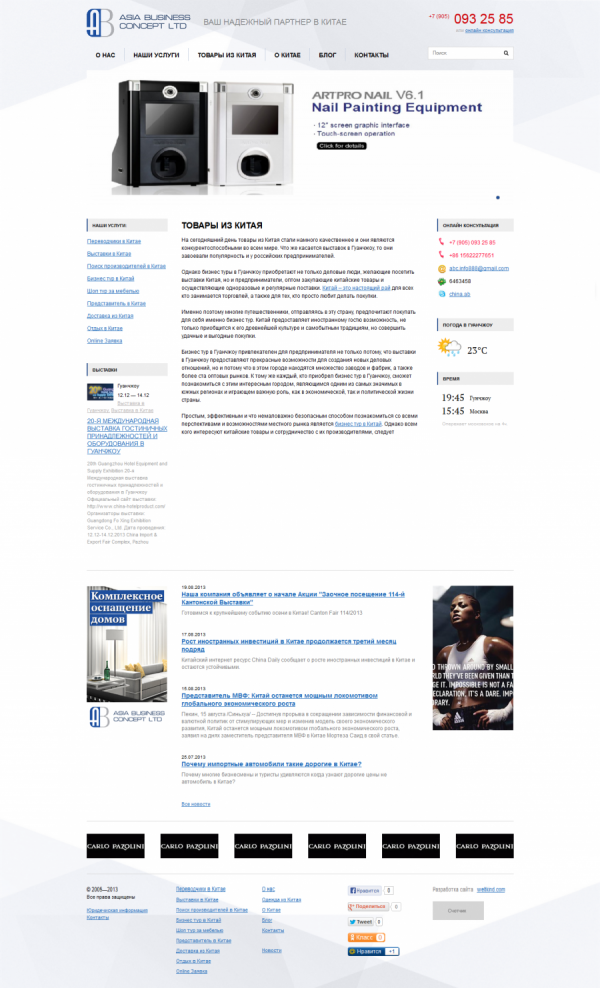 ASIA BUSINESS
CONCEPT LTD
ВАШ НАДЕЖНЫЙ ПАРТНЕР В КИТАЕ
+7 (905) 093 25 85
или онлайн-консультация
О НАС
НАШИ УСЛУГИ
ТОВАРЫ ИЗ КИТАЯ
О КИТАЕ
БЛОГ
КОНТАКТЫ
Поиск
ARTPRO NAIL V6.1
Nail Painting Equipment
- 12" screen graphic interface
- Touch-screen operation
Click for details
НАШИ УСЛУГИ
Переводчики в Китае
Выставки в Китае
Поиск производителей в Китае
Бизнес тур в Китай
Шоп тур за мебелью
Представитель в Китае
Доставка из Китая
Отдых в Китае
Online Заявка
ВЫСТАВКИ
Гуанчжоу
12.12 — 14.12
Выставка в
Гуанчжоу, Выставки в Китае
20-Я МЕЖДУНАРОДНАЯ
ВЫСТАВКА ГОСТИНИЧНЫХ
ПРИНАДЛЕЖНОСТЕЙ И
ОБОРУДОВАНИЯ В
ГУАНЧЖОУ
20th Guangzhou Hotel Equipment and
Supply Exhibition 20-я
Международная выставка
гостиничных принадлежностей и
оборудования в Гуанчжоу
Официальный сайт выставки:
http://www.chine-hotelproduct.com/
Организаторы выставки:
Guangdong Fo Xing Exhibition
Service Co., Ltd. Дата проведения:
12.12-14.12.2013 China Import &
Export Fair Complex, Pazhou
ТОВАРЫ ИЗ КИТАЯ
На сегодняшний день товары из Китая стали намного качественнее и они являются
конкурентоспособными во всем мире. Что же касается выставок в Гуанчжоу, то они
завоевали популярность и у российских предпринимателей.
Однако бизнес туры в Гуанчжоу приобретают не только деловые люди, желающие посетить
выставки Китая, но и предприниматели, оптом закупающие китайские товары и
осуществляющие одноразовые и регулярные поставки. Китай – это настоящий рай для всех
кто занимается торговлей, а также для тех, кто просто любит делать покупки.
Именно поэтому многие путешественники, отправляясь в эту страну, предпочитают покупать
для себя именно бизнес тур. Китай предоставляет иностранному гостю возможность, не
только приобщится к его древнейшей культуре и самобытным традициям, но совершить
удачные и выгодные покупки.
Бизнес тур в Гуанчжоу привлекателен для предпринимателя не только потому, что выставки
в Гуанчжоу предоставляют прекрасные возможности для создания новых деловых
отношений, но и потому что в этом городе находятся множество заводов и фабрик, а также
более ста оптовых рынков. К тому же каждый, кто приобрел бизнес тур в Гуанчжоу, сможет
познакомиться с этим интересным городом, являющимся одним из самых значимых в
южных регионах и играющим важную роль, как в экономической, так и политической жизни
страны.
Простым, эффективным и что немаловажно безопасным способом познакомиться со всеми
перспективами и возможностями местного рынка является бизнес тур в Китай. Однако всем
кого интересуют китайские товары и сотрудничество с их производителями, следует
ОНЛАЙН КОНСУЛЬТАЦИЯ
+7 (905) 093 25 85
+86 15622277651
abc.info888@gmail.com
6463458
china.ab
ПОГОДА В ГУАНЧЖОУ
23°C
ВРЕМЯ
19:45 Гуанчжоу
15:45 Москва
Комплексное
оснащение
домов
ASIA BUSINESS
CONCEPT LTD
19.08.2013
Наша компания объявляет о начале Акции "Заочное посещение 114-й
Кантонской Выставки"
Готовимся к крупнейшему событию осени в Китае! Canton Fair 114/2013
17.08.2013
Рост иностранных инвестиций в Китае продолжается третий месяц
подряд
Китайский интернет ресурс China Daily сообщает о росте иностранных инвестиций в Китае и
остаются устойчивыми.
15.08.2013
Представитель МВФ: Китай останется мощным локомотивом
глобального экономического роста
Пекин, 15 августа /Синьхуа/ – Достигнув прорыва в сокращении зависимости финансовой и
валютной политик от стимулирующих мер и изменив модель своего экономического
развития, Китай останется мощным локомотивом глобального экономического роста,
заявил на днях заместитель представителя МВФ в Китае Мортеза Саад в свой статье.
25.07.2013
Почему импортные автомобили такие дорогие в Китае?
Почему многие бизнесмены и туристы удивляются когда узнают дорогие цены на
автомобиль в Китае?
Все новости
D THROWN AROUND BY SMALL
RLD THEY'VE BEEN GIVEN THAN T
GE IT. IMPOSSIBLE IS NOT A FA
ECLARATION, IT'S A DARE. IMP
RARY.
adidas
CARLO PAZOLINI
CARLO PAZOLINI
CARLO PAZOLINI
CARLO PAZOLINI
CARLO PAZOLINI
CARLO PAZOLINI
© 2005—2013
Все права защищены
Юридическая информация
Контакты
Переводчики в Китае
Выставки в Китае
Поиск производителей в Китае
Бизнес тур в Китай
Шоп тур за мебелью
Представитель в Китае
Доставка из Китая
Отдых в Китае
Online Заявка
О нас
Одежда из Китая
О Китае
Блог
Контакты
Новости
Нравится 0
Поделиться 0
Tweet 0
Класс 0
Нравится +1
Разработка сайта
Счетчик